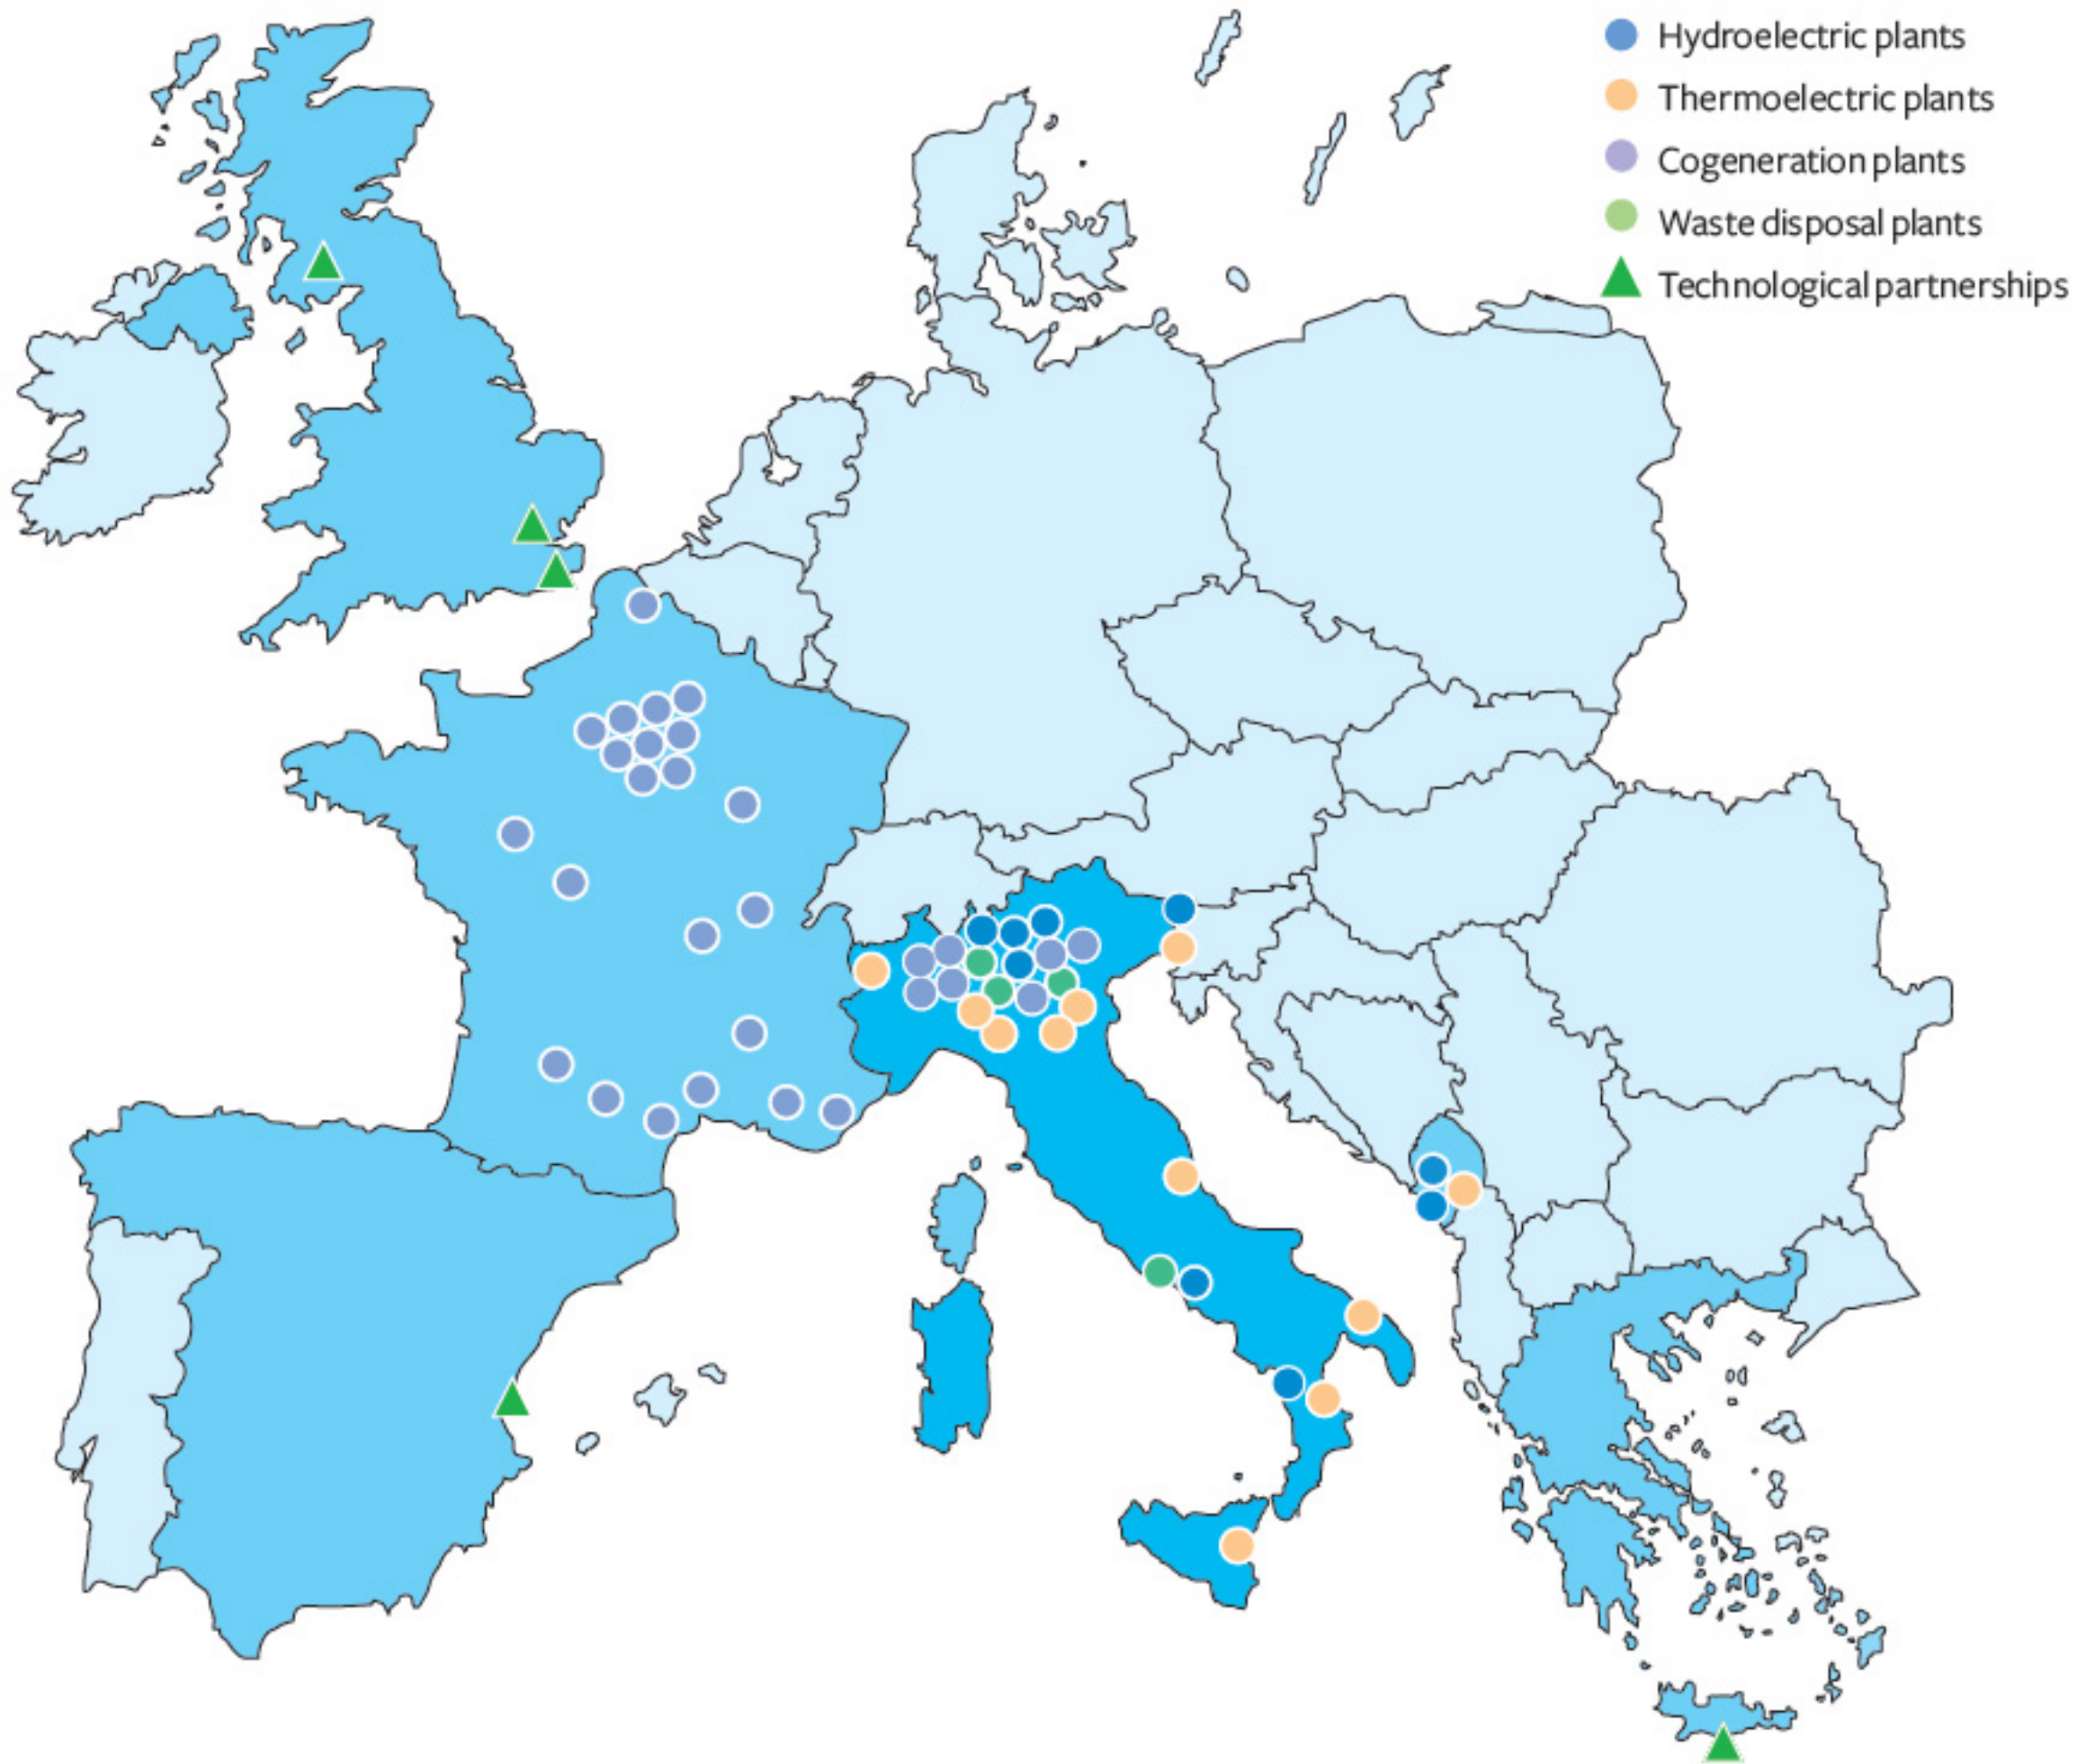 Hydroelectric plants
Thermoelectric plants
Cogeneration plants
Waste disposal plants
Technological partnerships